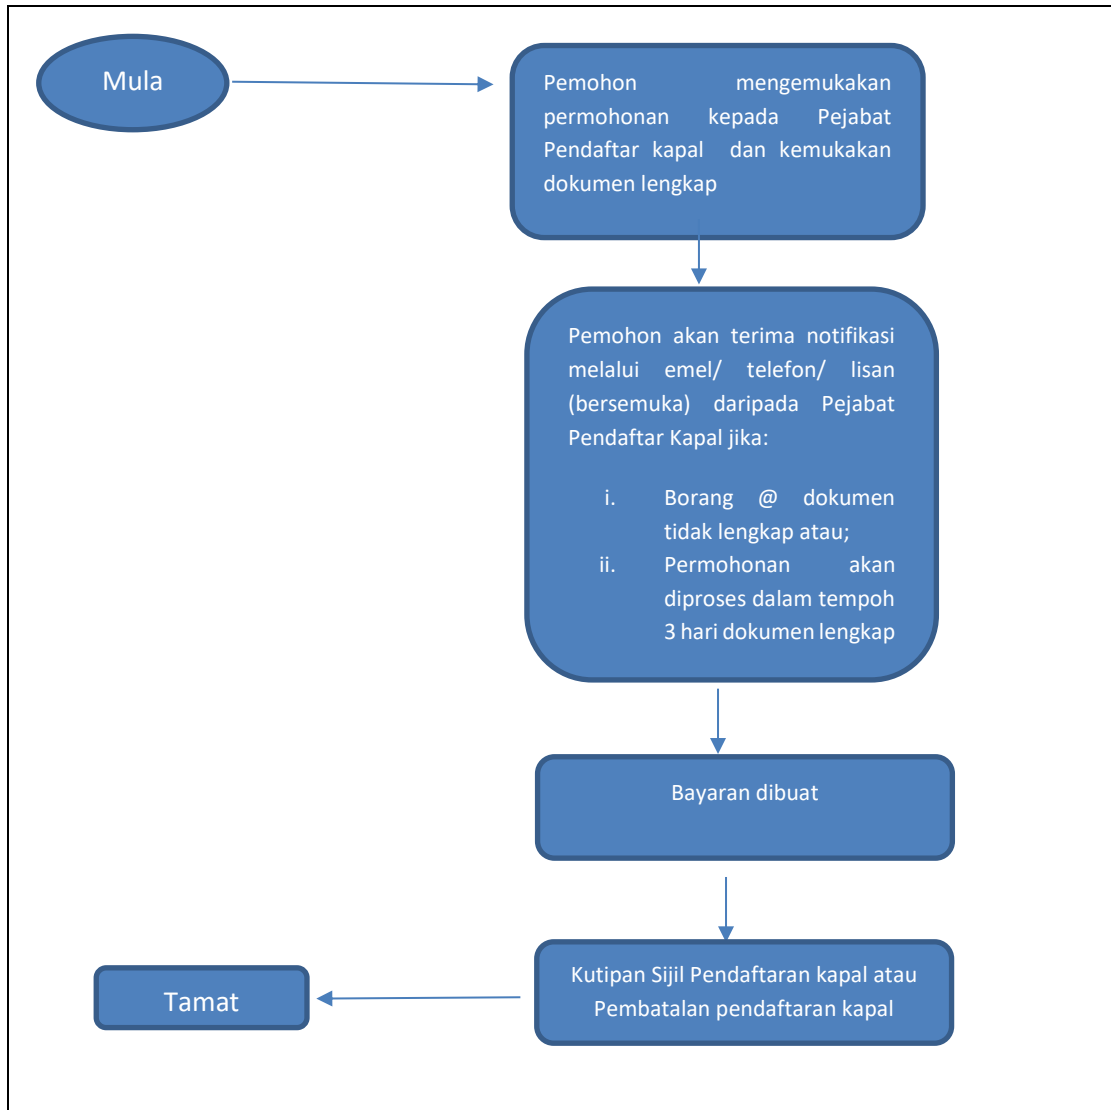 Mula
Pemohon mengemukakan
permohonan kepada Pejabat
Pendaftar kapal dan kemukakan
dokumen lengkap
Pemohon akan terima notifikasi
melalui emel/ telefon/ lisan
(bersemuka) daripada Pejabat
Pendaftar Kapal jika:
i. Borang @ dokumen
tidak lengkap atau;
ii. Permohonan akan
diproses dalam tempoh
3 hari dokumen lengkap
Bayaran dibuat
Kutipan Sijil Pendaftaran kapal atau
Pembatalan pendaftaran kapal
Tamat